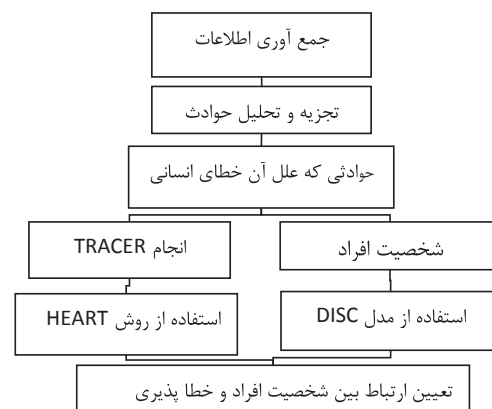 جمع آوری اطلاعات
تجزیه و تحلیل حوادث
حوادثی که علل آن خطای انسانی
شخصیت افراد
انجام TRACER
استفاده از مدل DISC
استفاده از روش HEART
تعیین ارتباط بین شخصیت افراد و خطا پذیری